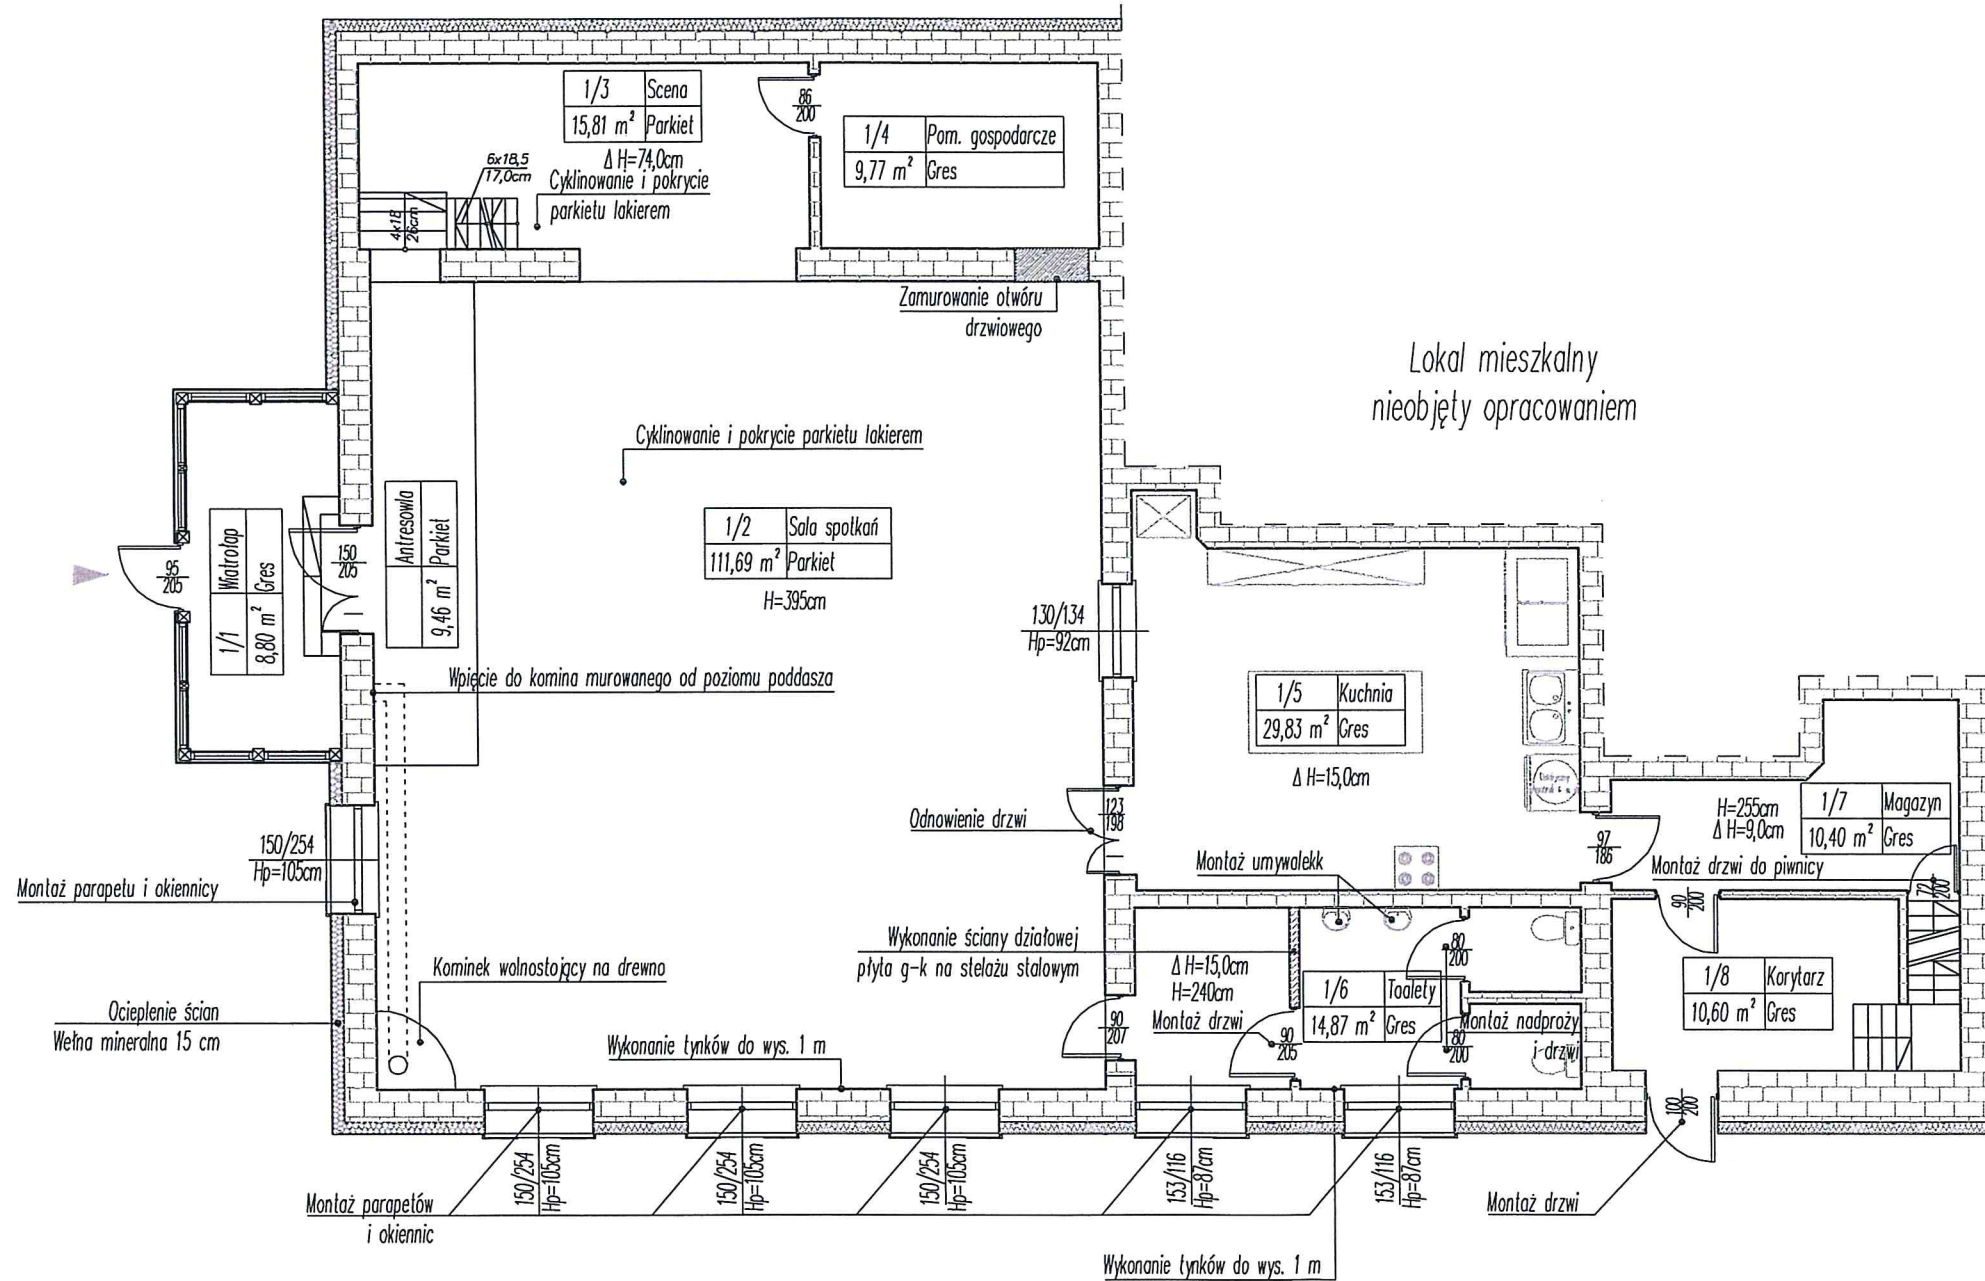 1/3 Scena
15,81 m² Parkiet
Δ H=74,0cm
6x18,5
17,0cm
Cyklinowanie i pokrycie
parkietu lakierem
4x18
26cm
86
200
1/4 Pom. gospodarcze
9,77 m² Gres
Zamurowanie otwóru
drzwiowego
Lokal mieszkalny
nieobjęty opracowaniem
Cyklinowanie i pokrycie parkietu lakierem
95
205
1/1 Wiatrołap
8,80 m² Gres
150
205
Antresowla
9,46 m² Parkiet
1/2 Sala spotkań
111,69 m² Parkiet
H=395cm
130/134
Hp=92cm
Wpięcie do komina murowanego od poziomu poddasza
1/5 Kuchnia
29,83 m² Gres
Δ H=15,0cm
123
198
Odnowienie drzwi
150/254
Hp=105cm
Montaż parapetu i okiennicy
97
186
H=255cm
Δ H=9,0cm
1/7 Magazyn
10,40 m² Gres
Montaż drzwi do piwnicy
72
200
90
200
Montaż umywalekk
Wykonanie ściany działowej
płyta g-k na stelażu stalowym
Δ H=15,0cm
H=240cm
Montaż drzwi
90
205
80
200
1/6 Toalety
14,87 m² Gres
Montaż nadproży
i drzwi
80
200
90
207
1/8 Korytarz
10,60 m² Gres
Kominek wolnostojący na drewno
Ocieplenie ścian
Wełna mineralna 15 cm
Wykonanie tynków do wys. 1 m
100
200
150/254
Hp=105cm
150/254
Hp=105cm
150/254
Hp=105cm
153/116
Hp=87cm
153/116
Hp=87cm
Montaż parapetów
i okiennic
Montaż drzwi
Wykonanie tynków do wys. 1 m